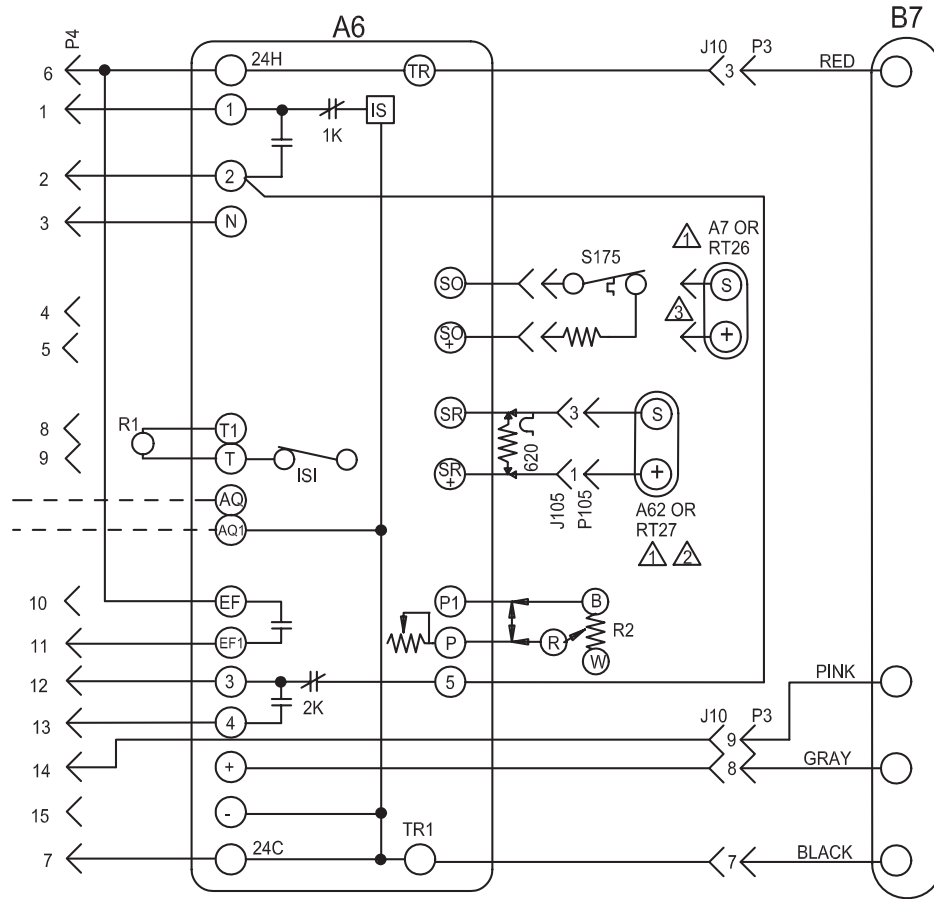 A6
B7
P4
6
24H
TR
J10
3
P3
RED
1
1
1K
IS
2
2
3
N
S175
1
A7 OR
RT26
SO
S
4
3
5
SO
+
+
8
R1
T1
SR
3
S
9
T
ISI
620
SR
+
J105
1
P105
+
AQ
A62 OR
RT27
AQ1
1
2
10
EF
P1
B
11
EF1
P
R
R2
W
12
3
2K
5
PINK
13
4
J10
9
P3
14
+
8
GRAY
15
-
TR1
7
24C
7
BLACK